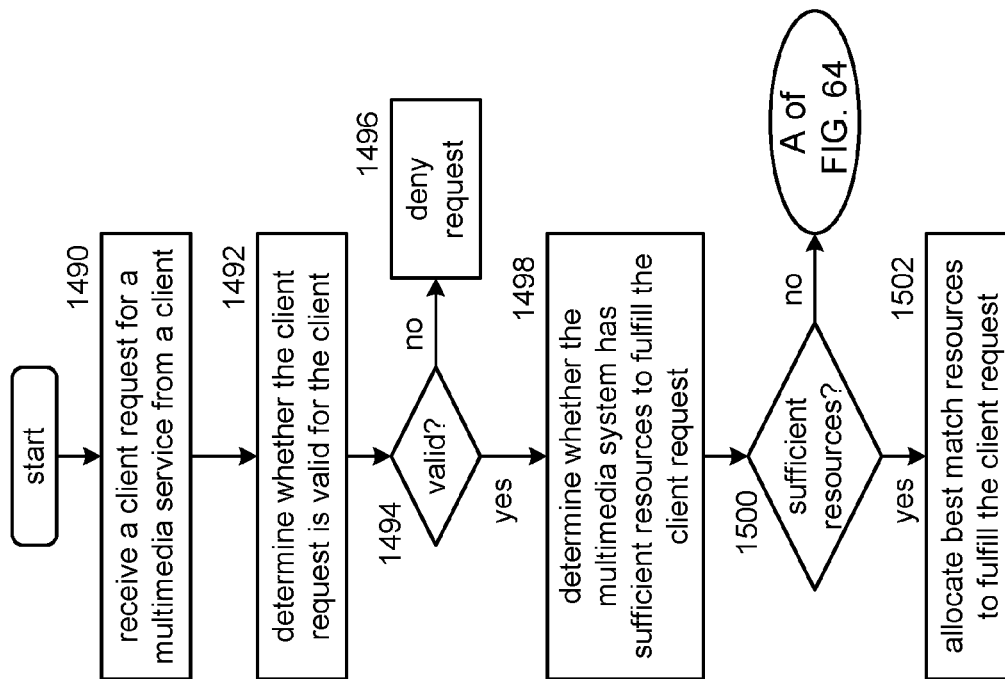 start
1490
receive a client request for a
multimedia service from a client
1492
determine whether the client
request is valid for the client
1494
valid?
no
1496
deny
request
yes
1498
determine whether the
multimedia system has
sufficient resources to fulfill the
client request
1500
sufficient
resources?
no
A of
FIG. 64
yes
1502
allocate best match resources
to fulfill the client request